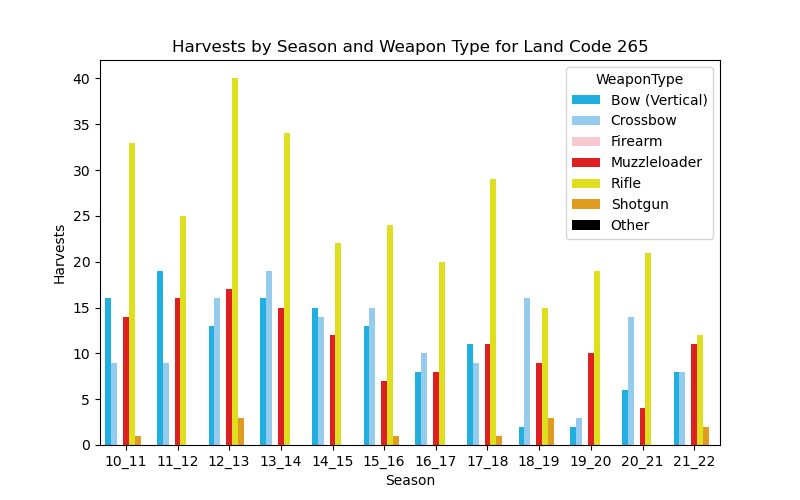 Harvests by Season and Weapon Type for Land Code 265
WeaponType
Bow (Vertical)
Crossbow
Firearm
Muzzleloader
Rifle
Shotgun
Other
Harvests
40
35
30
25
20
15
10
5
0
10_11 11_12 12_13 13_14 14_15 15_16 16_17 17_18 18_19 19_20 20_21 21_22
Season